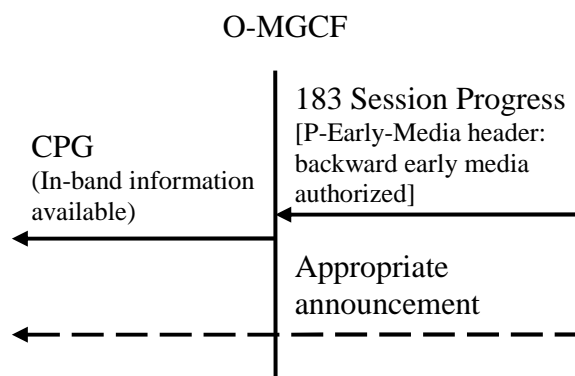 O-MGCF
183 Session Progress
[P-Early-Media header:
backward early media
authorized]
CPG
(In-band information
available)
Appropriate
announcement